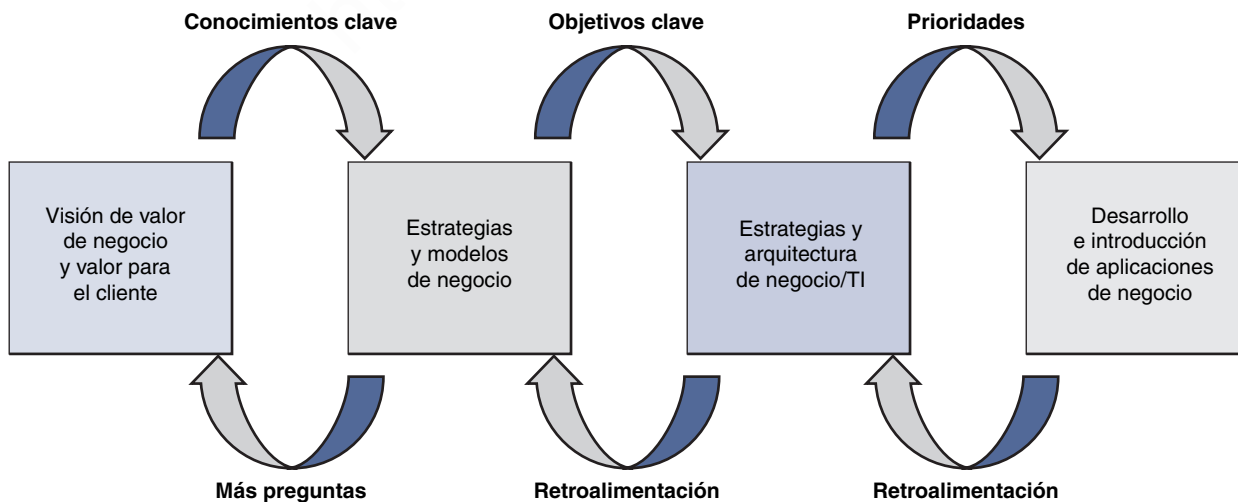 Conocimientos clave
Objetivos clave
Prioridades
Visión de valor
de negocio
y valor para
el cliente
Estrategias
y modelos
de negocio
Estrategias y
arquitectura
de negocio/TI
Desarrollo
e introducción
de aplicaciones
de negocio
Más preguntas
Retroalimentación
Retroalimentación